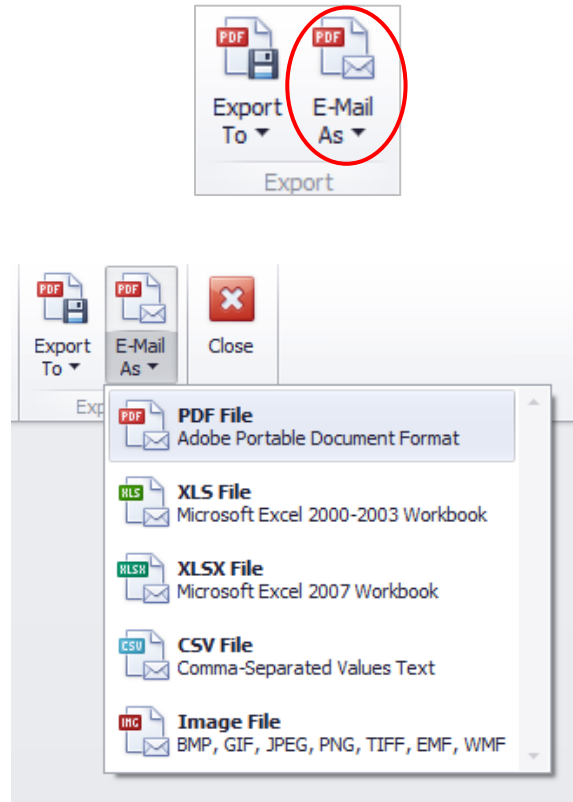 PDF PDF
Export E-Mail
To As
Export
PDF PDF
Export E-Mail Close
To As
Exp
PDF PDF File
Adobe Portable Document Format
XLS XLS File
Microsoft Excel 2000-2003 Workbook
XLSX XLSX File
Microsoft Excel 2007 Workbook
CSV CSV File
Comma-Separated Values Text
IMG Image File
BMP, GIF, JPEG, PNG, TIFF, EMF, WMF